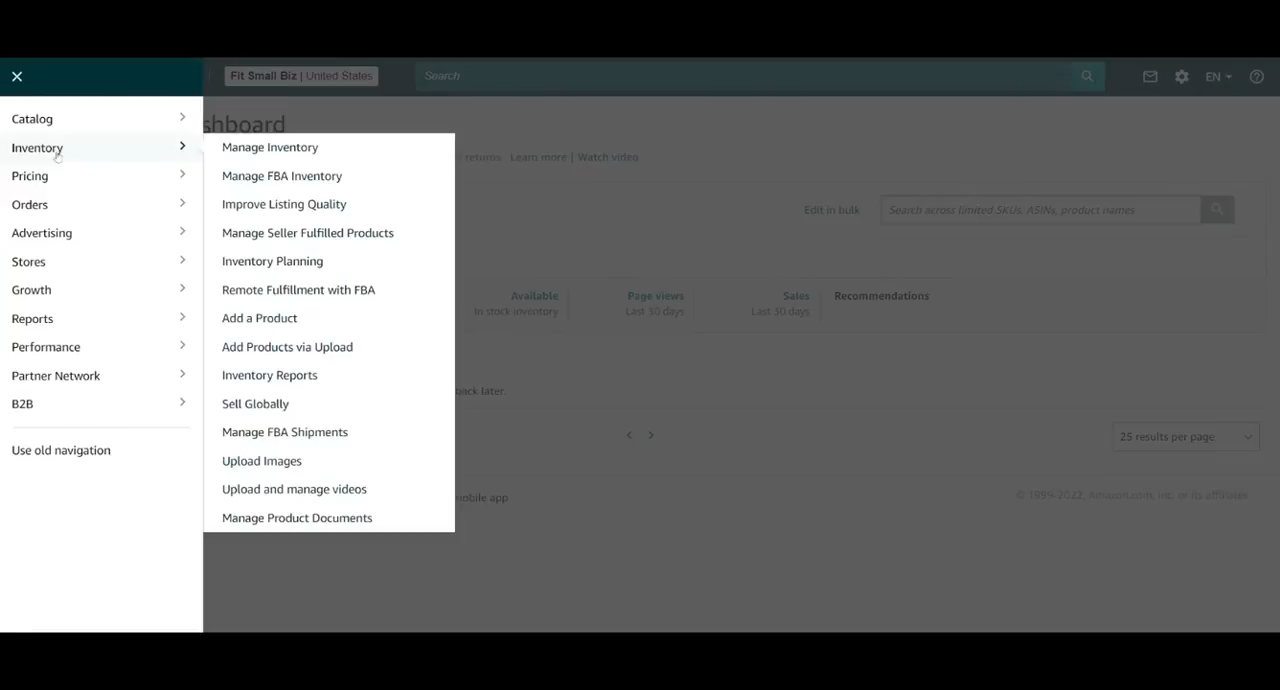 Fit Small Biz | United States
Search
EN
Catalog
Inventory
Pricing
Orders
Advertising
Stores
Growth
Reports
Performance
Partner Network
B2B
Use old navigation
Manage Inventory
Manage FBA Inventory
Improve Listing Quality
Manage Seller Fulfilled Products
Inventory Planning
Remote Fulfillment with FBA
Add a Product
Add Products via Upload
Inventory Reports
Sell Globally
Manage FBA Shipments
Upload Images
Upload and manage videos
Manage Product Documents
shboard
returns Learn more | Watch video
Edit in bulk
Search across limited SKUs, ASINs, product names
Available
In stock inventory
Page views
Last 30 days
Sales
Last 30 days
Recommendations
back later.
25 results per page
mobile app
© 1999-2022, Amazon.com, Inc. or its affiliates